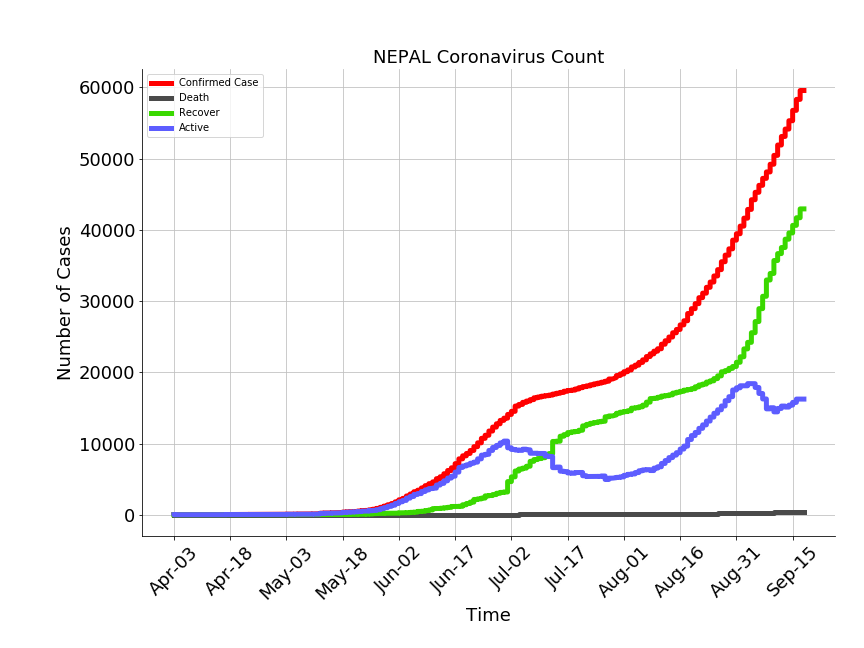 NEPAL Coronavirus Count
Confirmed Case
Death
Recover
Active
Number of Cases
60000
50000
40000
30000
20000
10000
0
Apr-03
Apr-18
May-03
May-18
Jun-02
Jun-17
Jul-02
Jul-17
Aug-01
Aug-16
Aug-31
Sep-15
Time